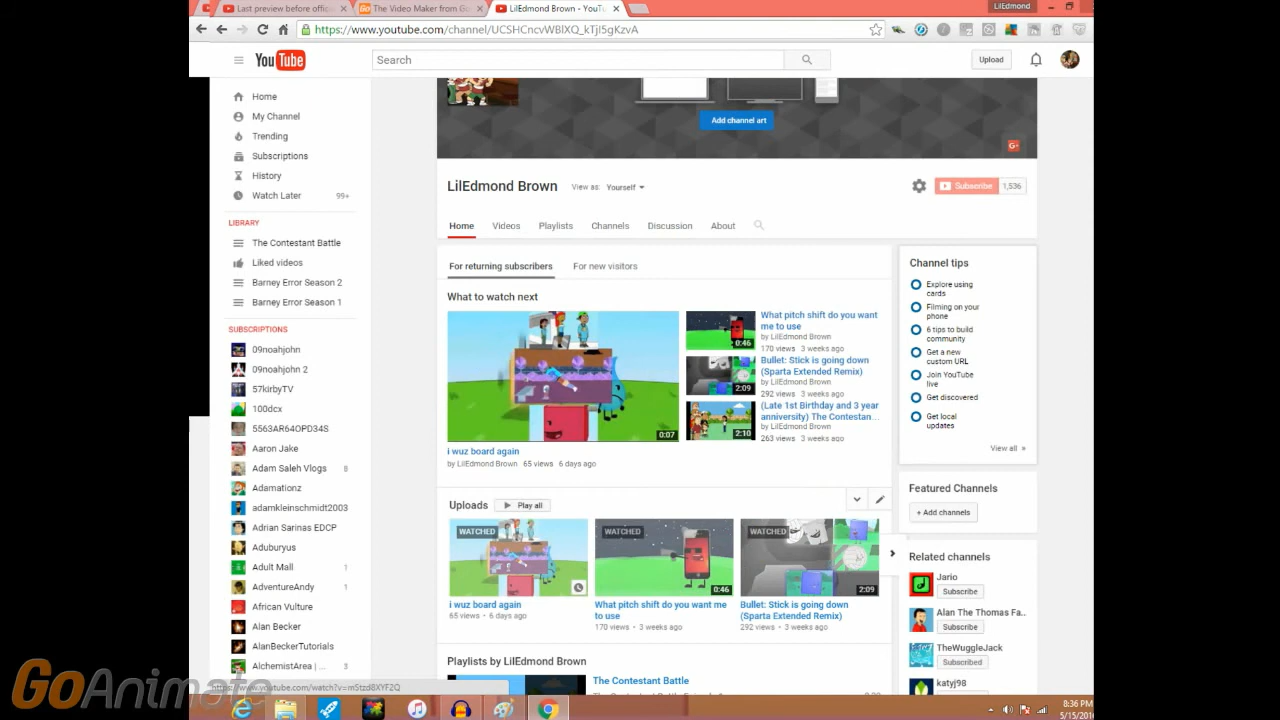 Last preview before offici
The Video Maker from Go
LilEdmond Brown - YouTu
LilEdmond
https://www.youtube.com/channel/UCSHCncvWBlXQ_kTjI5gKzvA
YouTube
Search
Upload
Home
My Channel
Trending
Subscriptions
History
Watch Later 99+
LIBRARY
The Contestant Battle
Liked videos
Barney Error Season 2
Barney Error Season 1
SUBSCRIPTIONS
09noahjohn
09noahjohn 2
57kirbyTV
100dcx
5563AR64OPD34S
Aaron Jake
Adam Saleh Vlogs 8
Adamationz
adamkleinschmidt2003
Adrian Sarinas EDCP
Aduburyus
Adult Mall 1
AdventureAndy 1
African Vulture
Alan Becker
AlanBeckerTutorials
AlchemistArea | ... 3
Add channel art
G+
LilEdmond Brown
View as: Yourself
Subscribe 1,536
Home Videos Playlists Channels Discussion About
For returning subscribers For new visitors
What to watch next
0:07
i wuz board again
by LilEdmond Brown 65 views • 6 days ago
0:46
What pitch shift do you want
me to use
by LilEdmond Brown
170 views • 3 weeks ago
2:09
Bullet: Stick is going down
(Sparta Extended Remix)
by LilEdmond Brown
292 views • 3 weeks ago
2:10
(Late 1st Birthday and 3 year
anniversity) The Contestan...
by LilEdmond Brown
263 views • 3 weeks ago
Uploads Play all
WATCHED
i wuz board again
65 views • 6 days ago
WATCHED
0:46
What pitch shift do you want me
to use
170 views • 3 weeks ago
WATCHED
2:09
Bullet: Stick is going down
(Sparta Extended Remix)
292 views • 3 weeks ago
Playlists by LilEdmond Brown
The Contestant Battle
Channel tips
Explore using
cards
Filming on your
phone
6 tips to build
community
Get a new
custom URL
Join YouTube
live
Get discovered
Get local
updates
View all »
Featured Channels
+ Add channels
Related channels
Jario
Subscribe
Alan The Thomas Fa..
Subscribe
TheWuggleJack
Subscribed
katyj98
Subscribe
https://www.youtube.com/watch?v=mStzd8XYF2Q
GoAnimate
8:36 PM
5/15/201